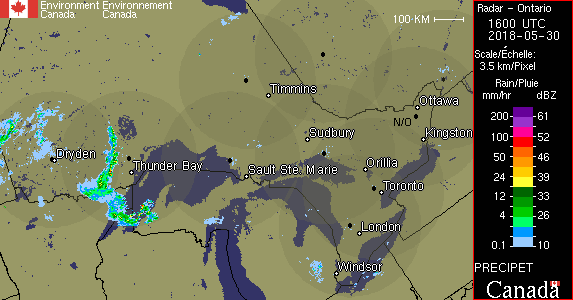 Environment Environnement
Canada Canada
100 KM
Timmins
Ottawa
N/O
Sudbury
Kingston
Dryden
Thunder Bay
Sault Ste. Marie
Orillia
Toronto
London
Windsor
Radar - Ontario
1600 UTC
2018-05-30
Scale/Échelle:
3.5 km/Pixel
Rain/Pluie
mm/hr dBZ
200 61
100 52
50 46
24 39
12 33
4 26
0.1 10
PRECIPET
Canada